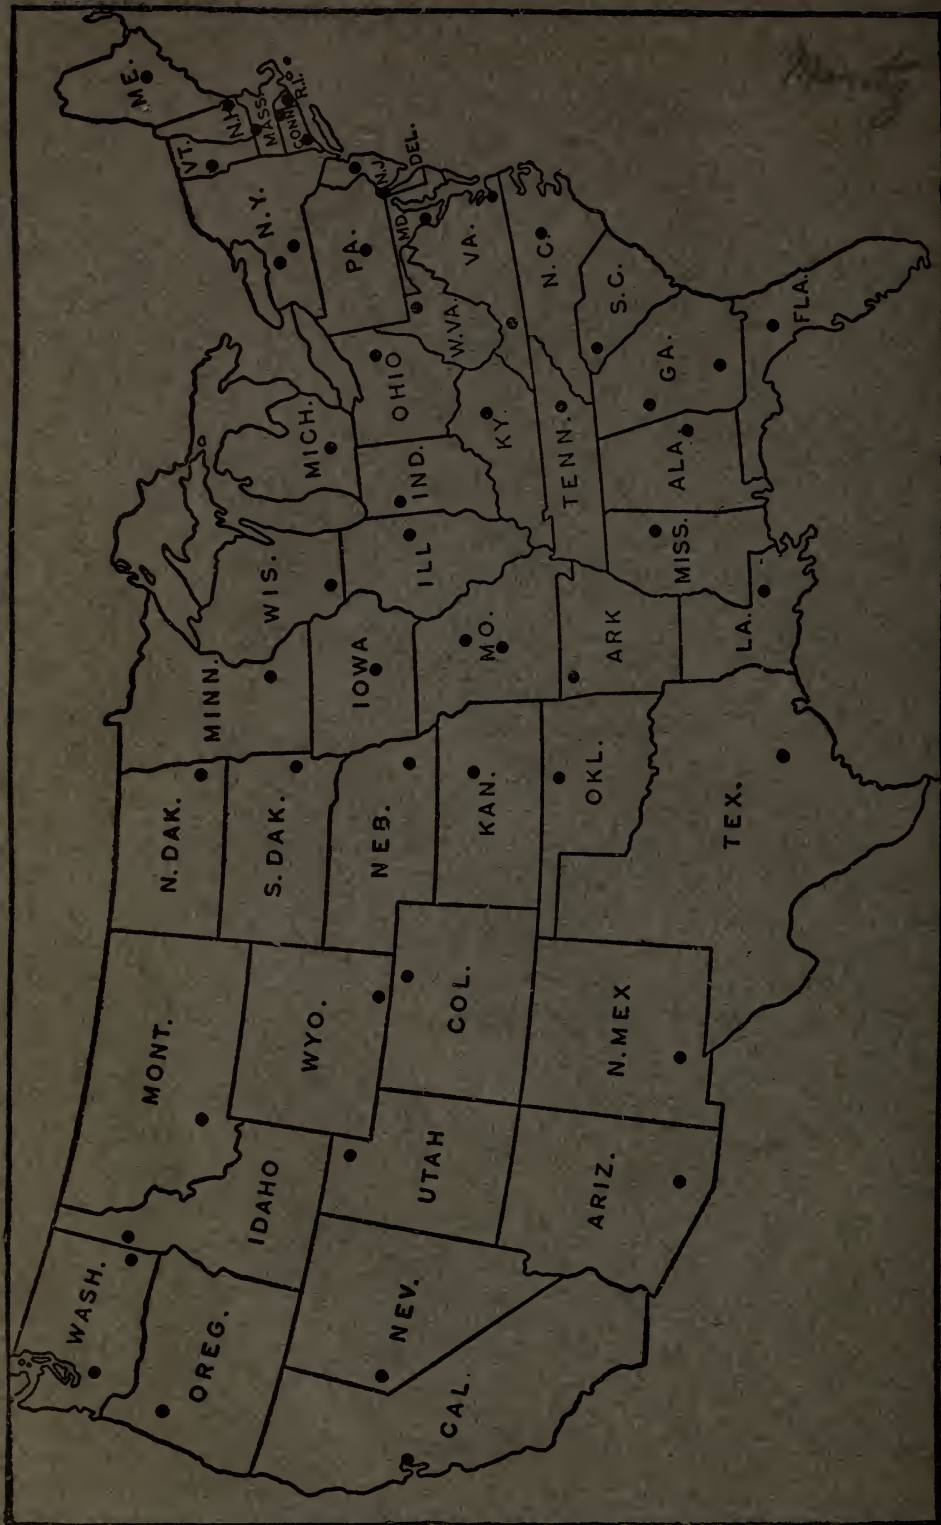 WASH.
OREG.
CAL.
NEV.
IDAHO
MONT.
WYO.
UTAH
ARIZ.
COL.
N.MEX
N.DAK.
S.DAK.
NEB.
KAN.
OKL.
TEX.
MINN.
IOWA
MO.
ARK
LA.
WIS.
ILL
MICH.
IND.
OHIO
KY.
TENN.
MISS.
ALA.
GA.
FLA.
S.C.
N.C.
VA.
W.VA.
MD.
DEL.
PA.
N.J.
N.Y.
VT.
N.H.
ME.
MASS.
CONN.
R.I.